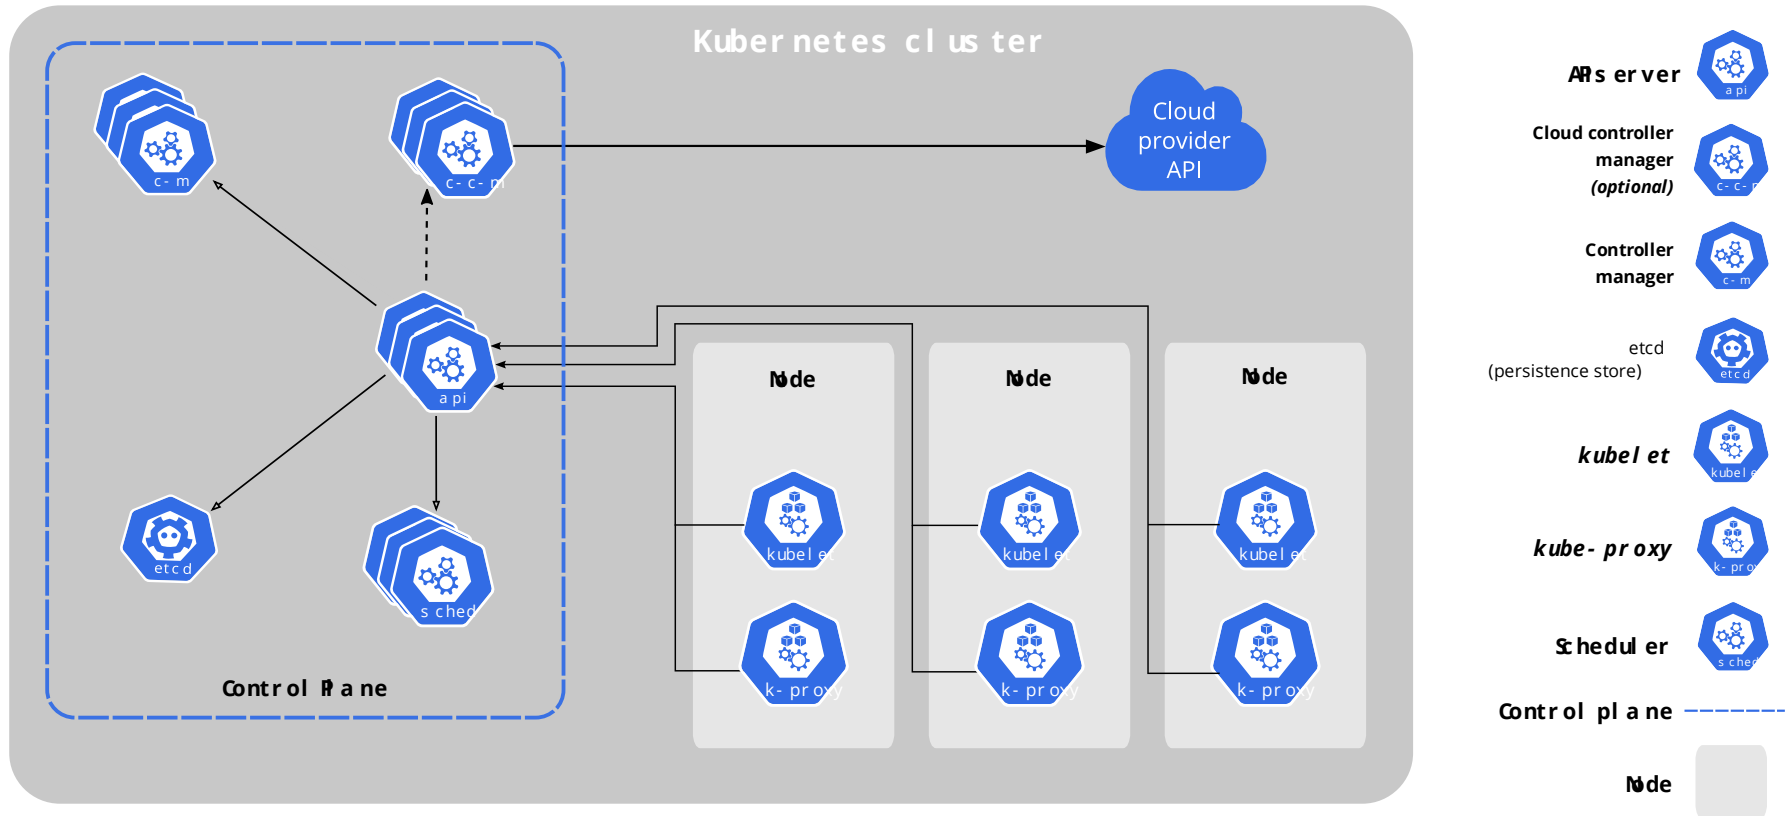 Kubernetes cluster
c-m
c-c-m
Cloud
provider
API
api
etcd
sched
Control Plane
Node
kubelet
k-proxy
Node
kubelet
k-proxy
Node
kubelet
k-proxy
API server
api
Cloud controller
manager
(optional)
c-c-m
Controller
manager
c-m
etcd
(persistence store)
etcd
kubelet
kubelet
kube-proxy
k-proxy
Scheduler
sched
Control plane
Node